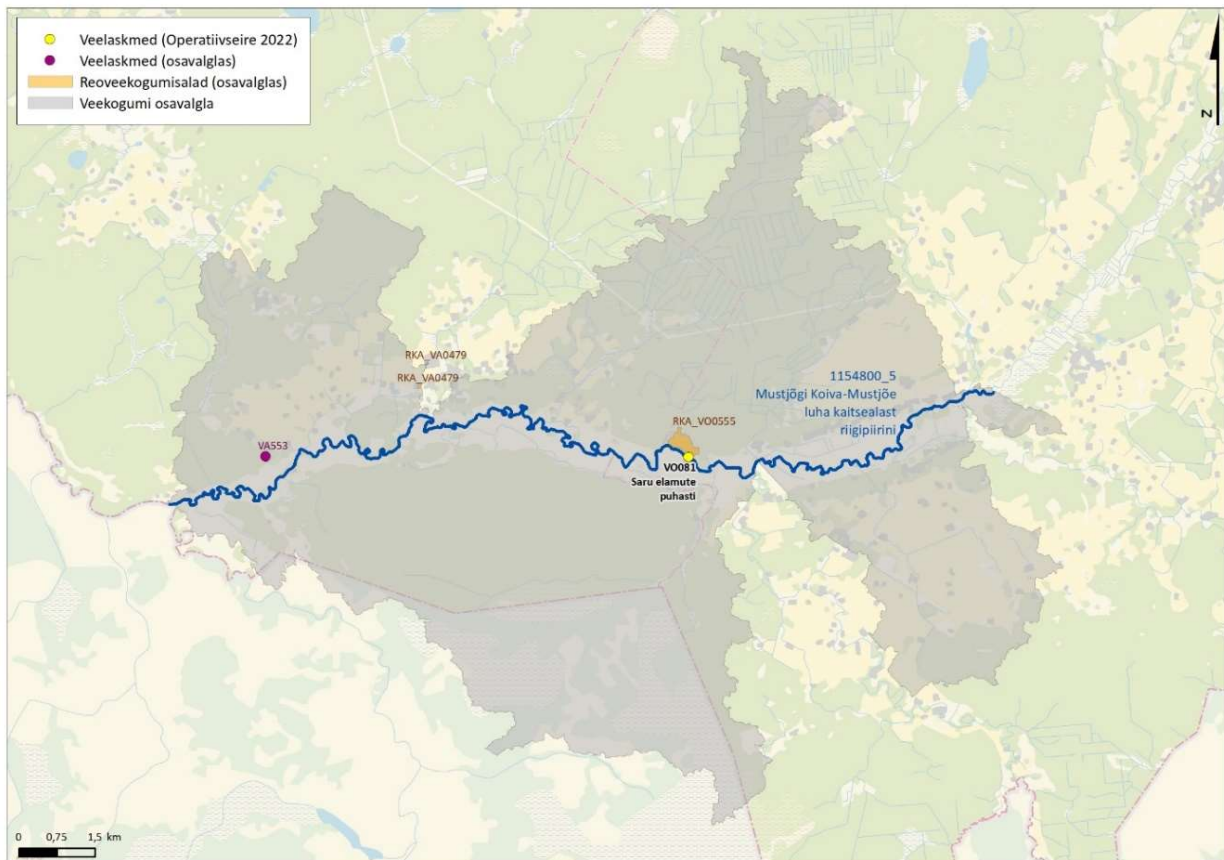 Veelaskmed (Operatiivseire 2022)
Veelaskmed (osavalglas)
Reoveekogumisalad (osavalglas)
Veekogumi osavalgla
N
RKA_VA0479
RKA_VA0479
1154800_5
Mustjõgi Koiva-Mustjõe
luha kaitsealast
riigipiirini
RKA_VO0555
VA553
VO081
Saru elamute
puhasti
0 0,75 1,5 km